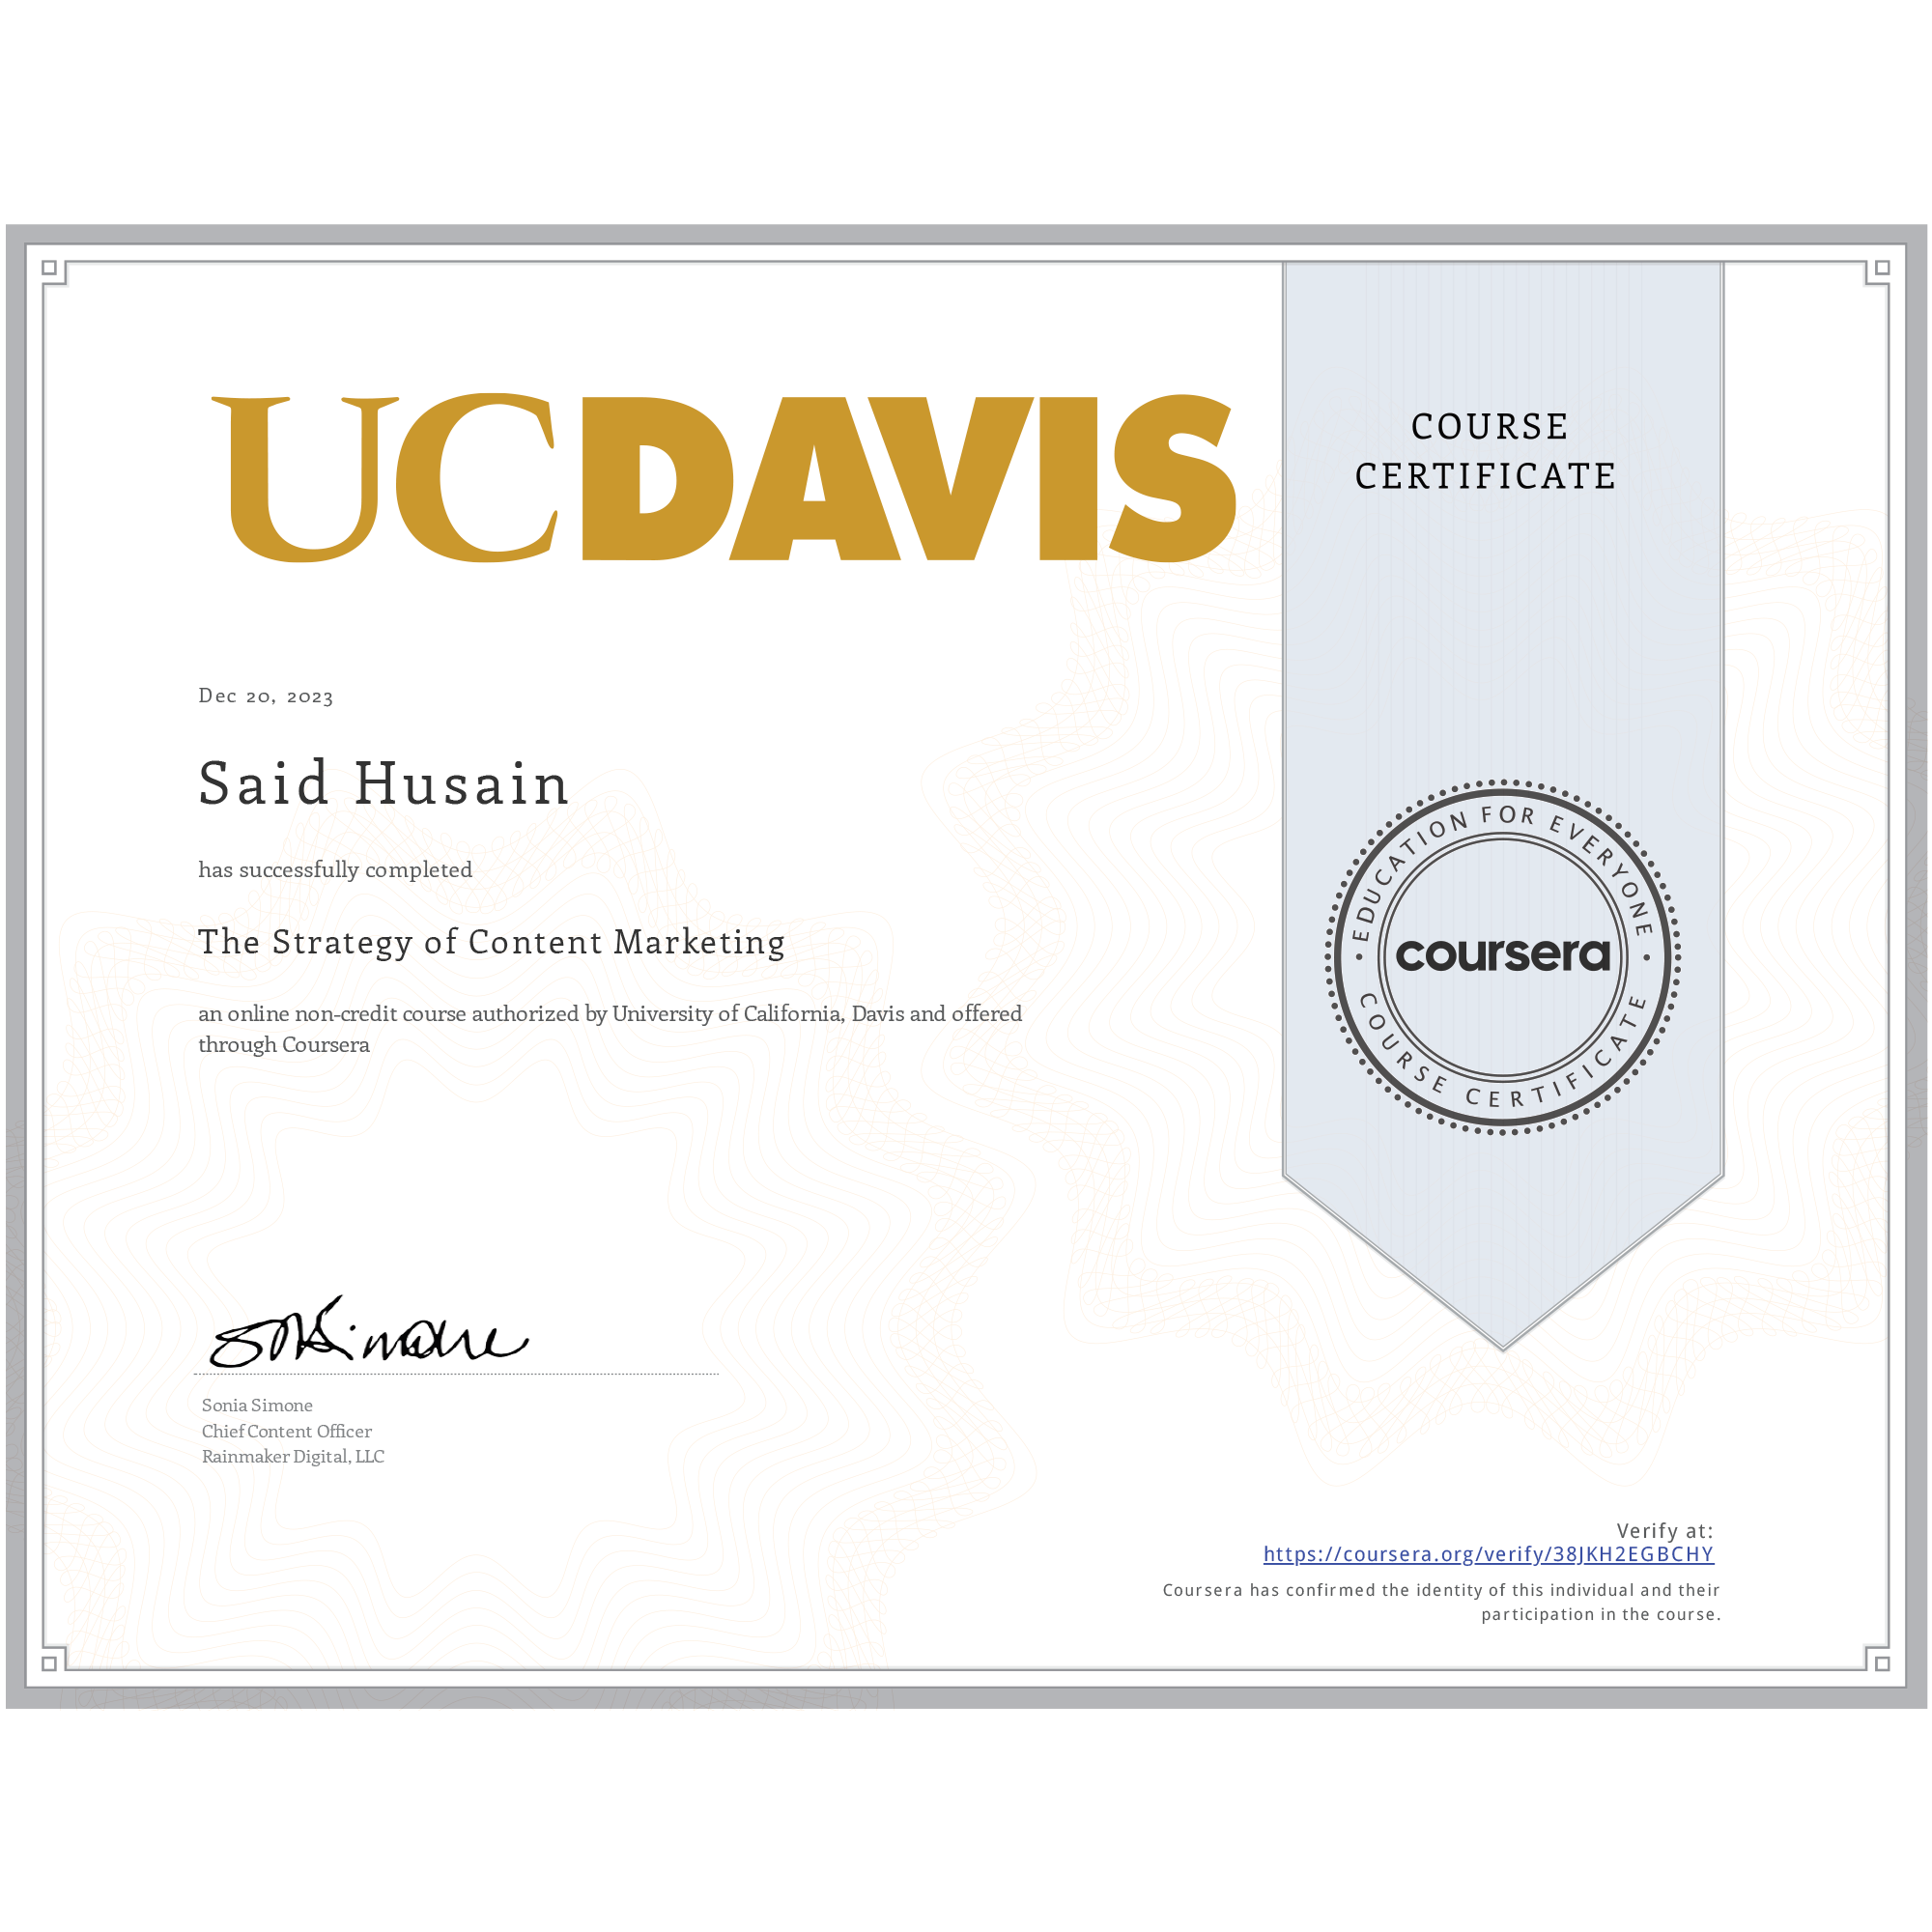 UCDAVIS
COURSE
CERTIFICATE
Dec 20, 2023
Said Husain
has successfully completed
The Strategy of Content Marketing
an online non-credit course authorized by University of California, Davis and offered
through Coursera
EDUCATION FOR EVERYONE
coursera
COURSE CERTIFICATE
SSimone
Sonia Simone
Chief Content Officer
Rainmaker Digital, LLC
Verify at:
https://coursera.org/verify/38JKH2EGBCHY
Coursera has confirmed the identity of this individual and their
participation in the course.